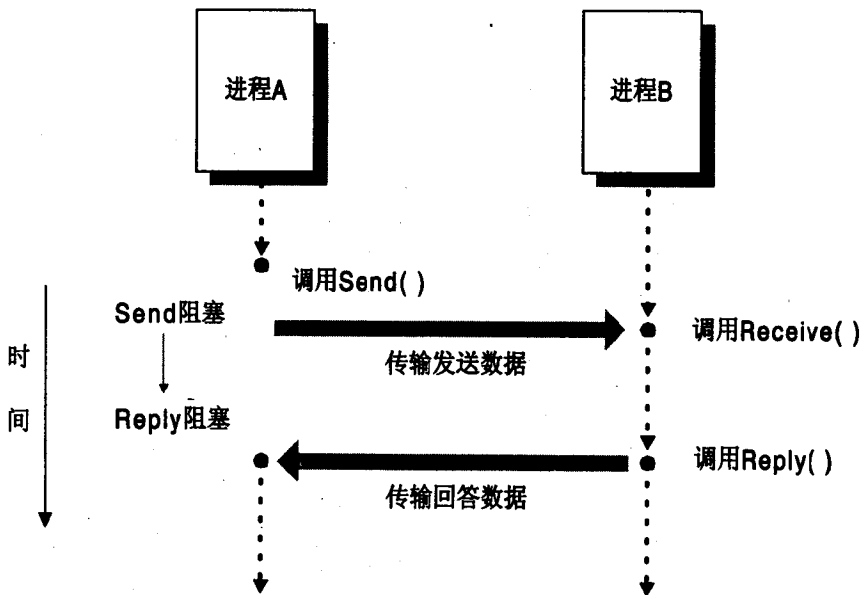 进程A
进程B
调用Send( )
Send阻塞
调用Receive( )
传输发送数据
时
间
Reply阻塞
调用Reply( )
传输回答数据